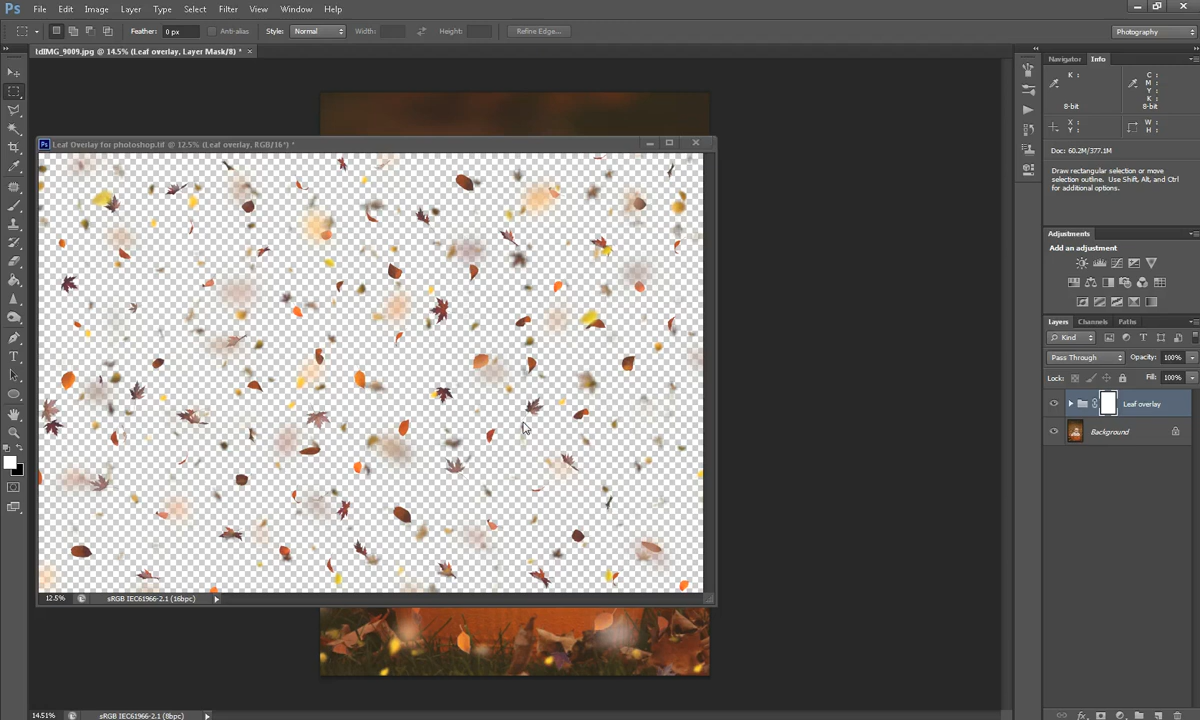 Ps File Edit Image Layer Type Select Filter View Window Help
Feather: 0 px Anti-alias Style: Normal Width: Height: Refine Edge... Photography
IMG_9009.jpg @ 14.5% (Leaf overlay, Layer Mask/8) * ×
Navigator Info
K :
8-bit
C :
M :
Y :
K :
8-bit
X :
Y :
W :
H :
Doc: 60.2M/377.1M
Draw rectangular selection or move
selection outline. Use Shift, Alt, and Ctrl
for additional options.
Ps Leaf Overlay for photoshop.tif @ 12.5% (Leaf overlay, RGB/16*) *
Adjustments
Add an adjustment
Layers Channels Paths
Kind
Pass Through Opacity: 100%
Lock: Fill: 100%
Leaf overlay
Background
T
12.5% sRGB IEC61966-2.1 (16bpc)
14.51% sRGB IEC61966-2.1 (8bpc)
fx